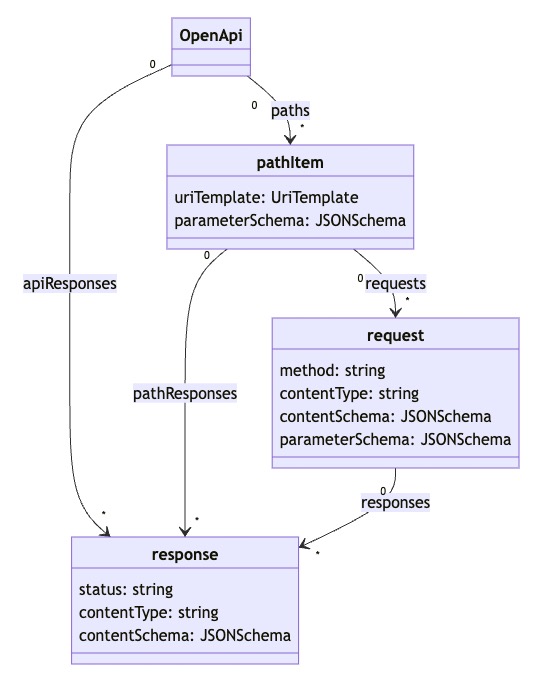 OpenApi
0
0
paths
*
pathItem
uriTemplate: UriTemplate
parameterSchema: JSONSchema
0
0
requests
*
apiResponses
request
method: string
contentType: string
contentSchema: JSONSchema
parameterSchema: JSONSchema
pathResponses
0
responses
*
*
*
response
status: string
contentType: string
contentSchema: JSONSchema